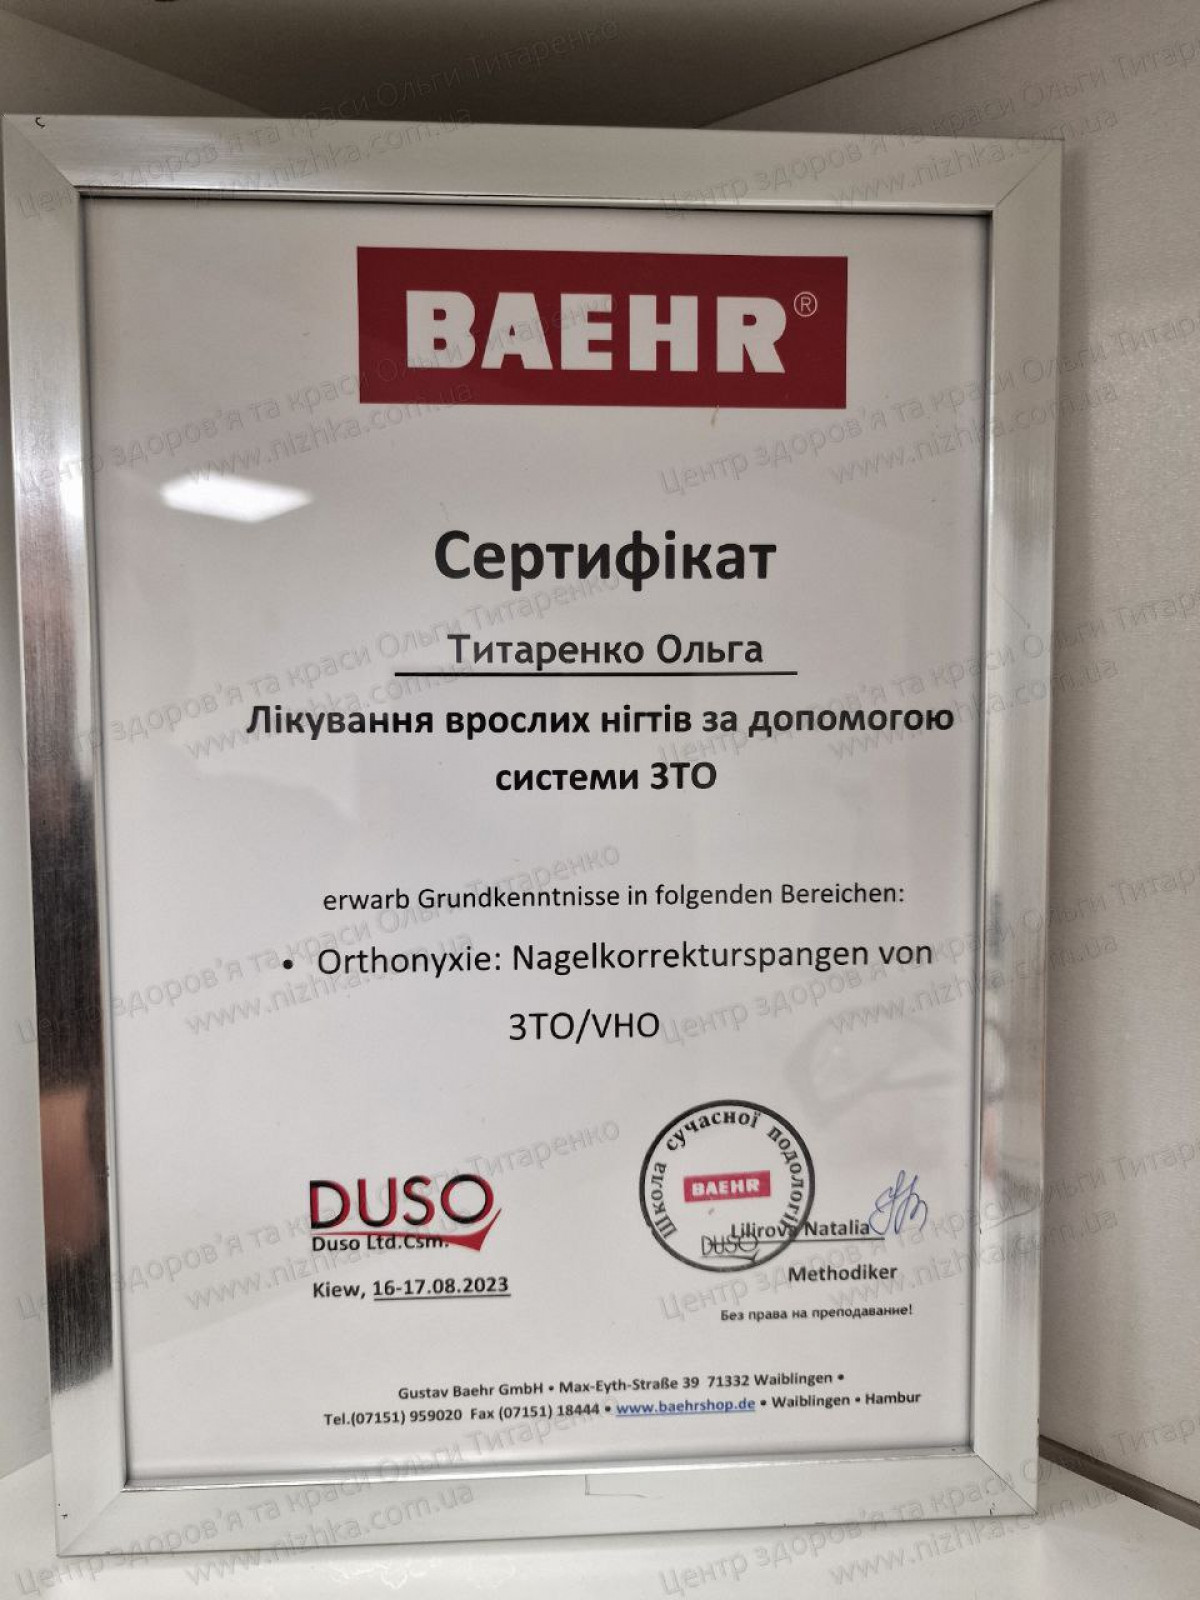 BAEHR®
Сертифікат
Титаренко Ольга
Лікування врослих нігтів за допомогою
системи 3ТО
erwarb Grundkenntnisse in folgenden Bereichen:
• Orthonyxie: Nagelkorrekturspangen von
3TO/VHO
Школа сучасної подології
BAEHR
DUSO
DUSO
Duso Ltd.Csm.
Lilirova Natalia
Kiew, 16-17.08.2023
Methodiker
Без права на преподавание!
Gustav Baehr GmbH • Max-Eyth-Straße 39 71332 Waiblingen •
Tel.(07151) 959020 Fax (07151) 18444 • www.baehrshop.de • Waiblingen • Hambur
Центр здоров'я та краси Ольги Титаренко
www.nizhka.com.ua